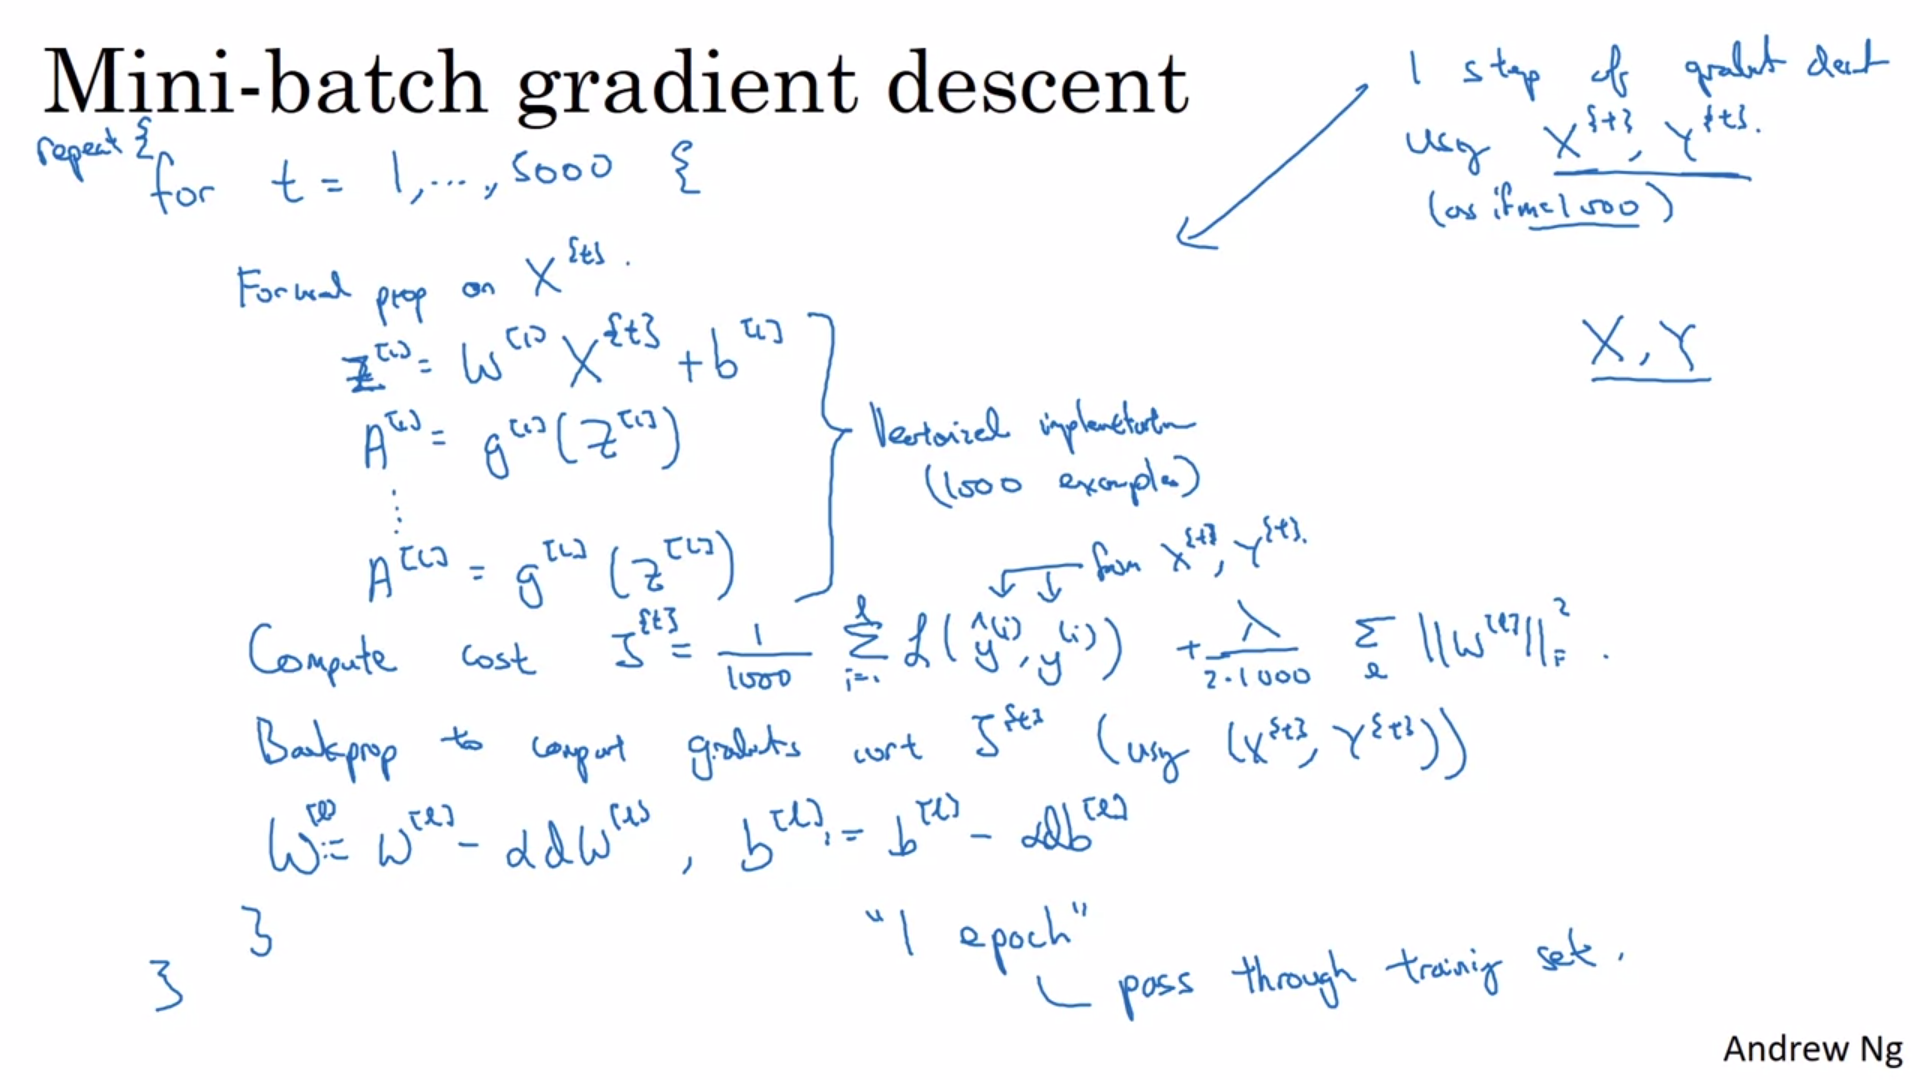 Mini-batch gradient descent
1 step of gradient descent
using X^{t}, Y^{t}.
(as if m=1000)
repeat {
for t = 1,..., 5000 {
Forward prop on X^{t}.
Z^[1] = W^[1] X^{t} + b^[1]
X, Y
A^[1] = g^[1](Z^[1])
Vectorized implementation
(1000 examples)
⋮
A^[L] = g^[L](Z^[L])
from X^{t}, Y^{t}.
Compute cost J^{t} = 1/1000 Σ_{i=1}^{l} L(ŷ^(i), y^(i)) + λ/(2·1000) Σ_l ||W^[l]||_F^2.
Backprop to compute gradients wrt J^{t} (using (X^{t}, Y^{t}))
W^[l] := W^[l] - αdW^[l], b^[l] := b^[l] - αdb^[l]
}
}
"1 epoch"
pass through training set.
Andrew Ng